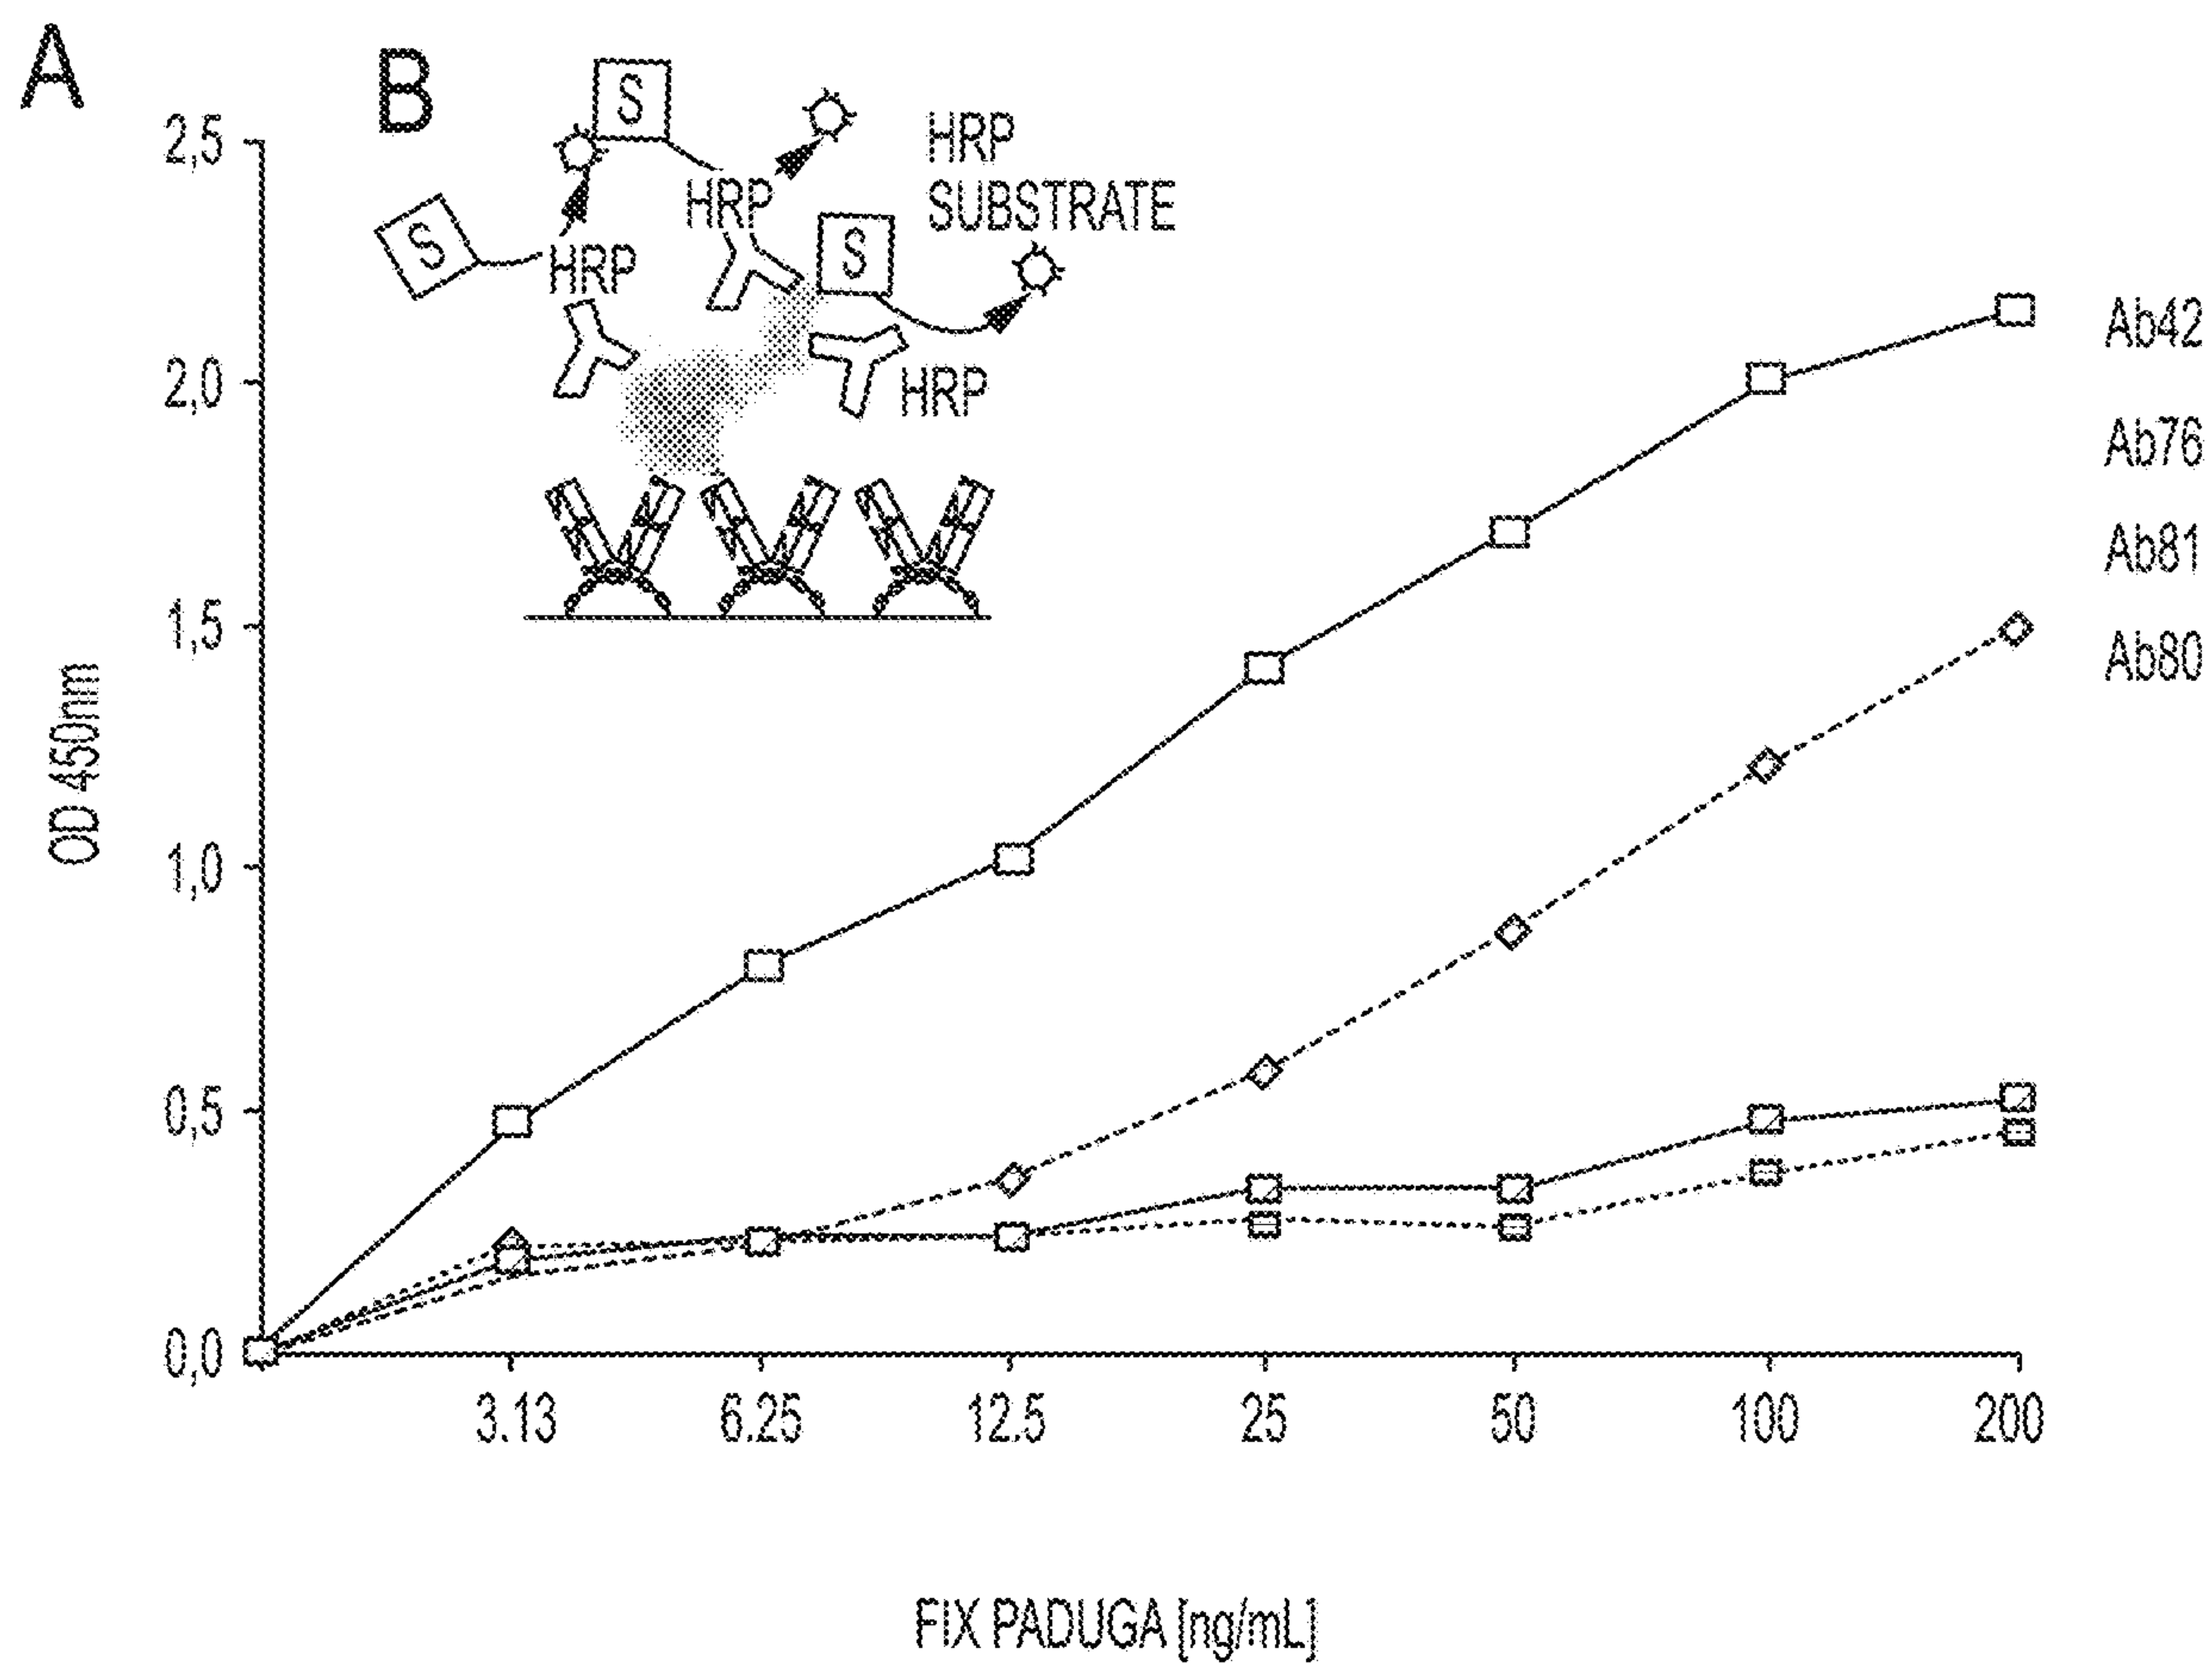 A
B
S
HRP
SUBSTRATE
HRP
S
S
HRP
HRP
2,5
2,0
1,5
1,0
0,5
0,0
OD 450nm
Ab42
Ab76
Ab81
Ab80
3.13 6.25 12.5 25 50 100 200
FIX PADUGA [ng/mL]